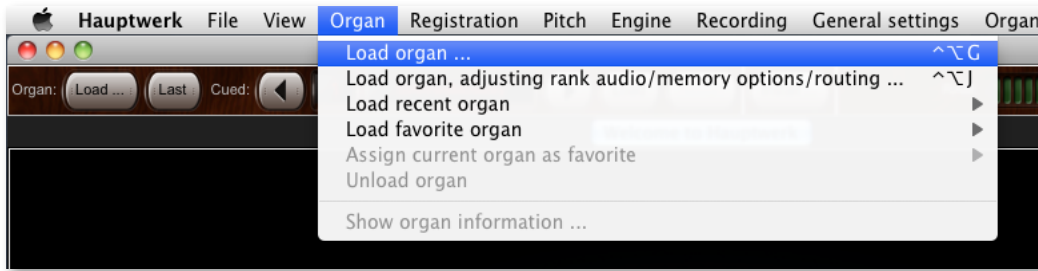 Hauptwerk File View Organ Registration Pitch Engine Recording General settings Organ
Load organ ... ^⌥G
Organ: Load ... Last Cued:
Load organ, adjusting rank audio/memory options/routing ... ^⌥J
Load recent organ
Load favorite organ
Assign current organ as favorite
Unload organ
Show organ information ...